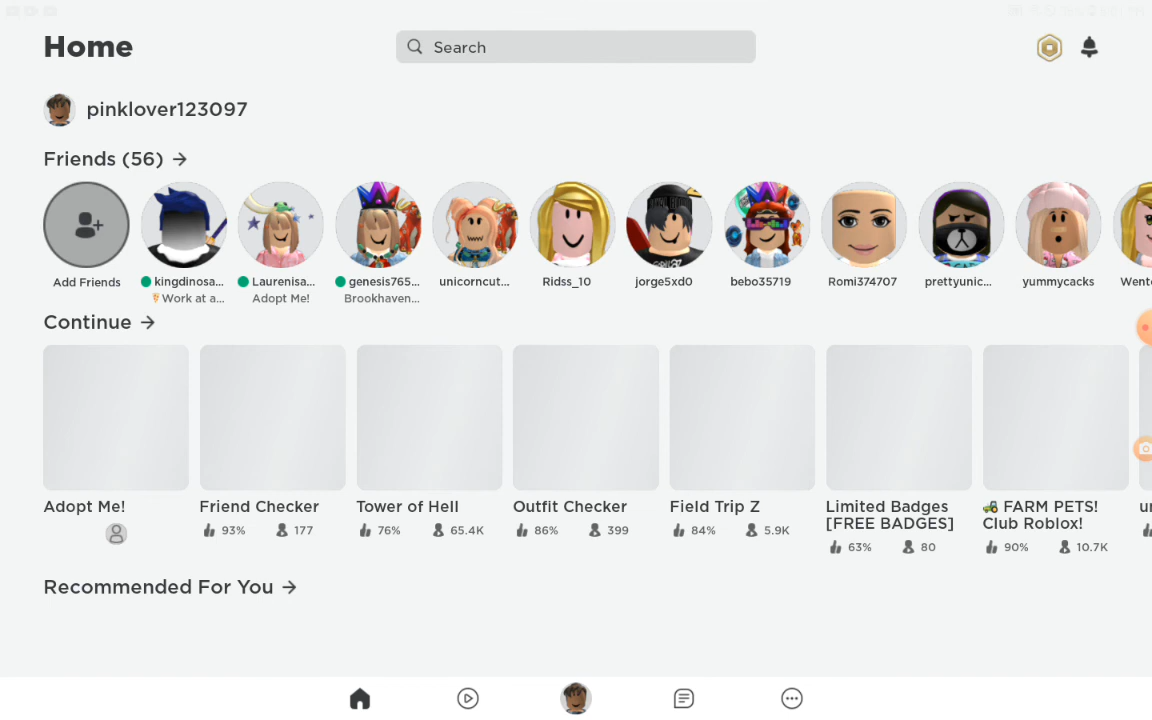 Home
Search
pinklover123097
Friends (56)
Add Friends
kingdinosa...
Work at a...
Laurenisa...
Adopt Me!
genesis765...
Brookhaven...
unicorncut...
Ridss_10
jorge5xd0
bebo35719
Romi374707
prettyunic...
yummycacks
Went
Continue
Adopt Me!
Friend Checker
93% 177
Tower of Hell
76% 65.4K
Outfit Checker
86% 399
Field Trip Z
84% 5.9K
Limited Badges
[FREE BADGES]
63% 80
🚜 FARM PETS!
Club Roblox!
90% 10.7K
Recommended For You